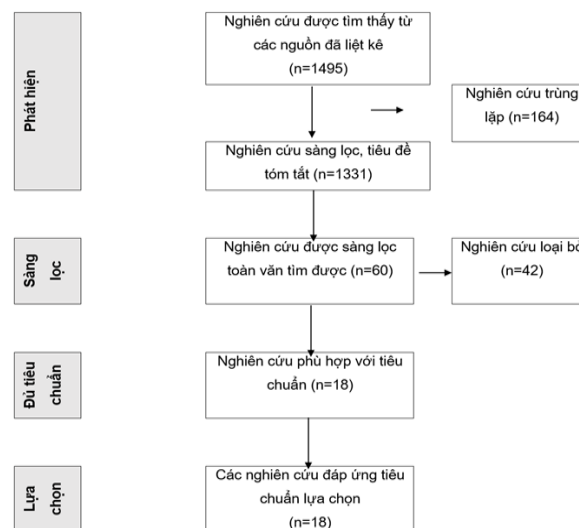 Phát hiện
Nghiên cứu được tìm thấy từ
các nguồn đã liệt kê
(n=1495)
Nghiên cứu trùng
lặp (n=164)
Nghiên cứu sàng lọc, tiêu đề
tóm tắt (n=1331)
Sàng
lọc
Nghiên cứu được sàng lọc
toàn văn tìm được (n=60)
Nghiên cứu loại bỏ
(n=42)
Đủ tiêu
chuẩn
Nghiên cứu phù hợp với tiêu
chuẩn (n=18)
Lựa
chọn
Các nghiên cứu đáp ứng tiêu
chuẩn lựa chọn
(n=18)